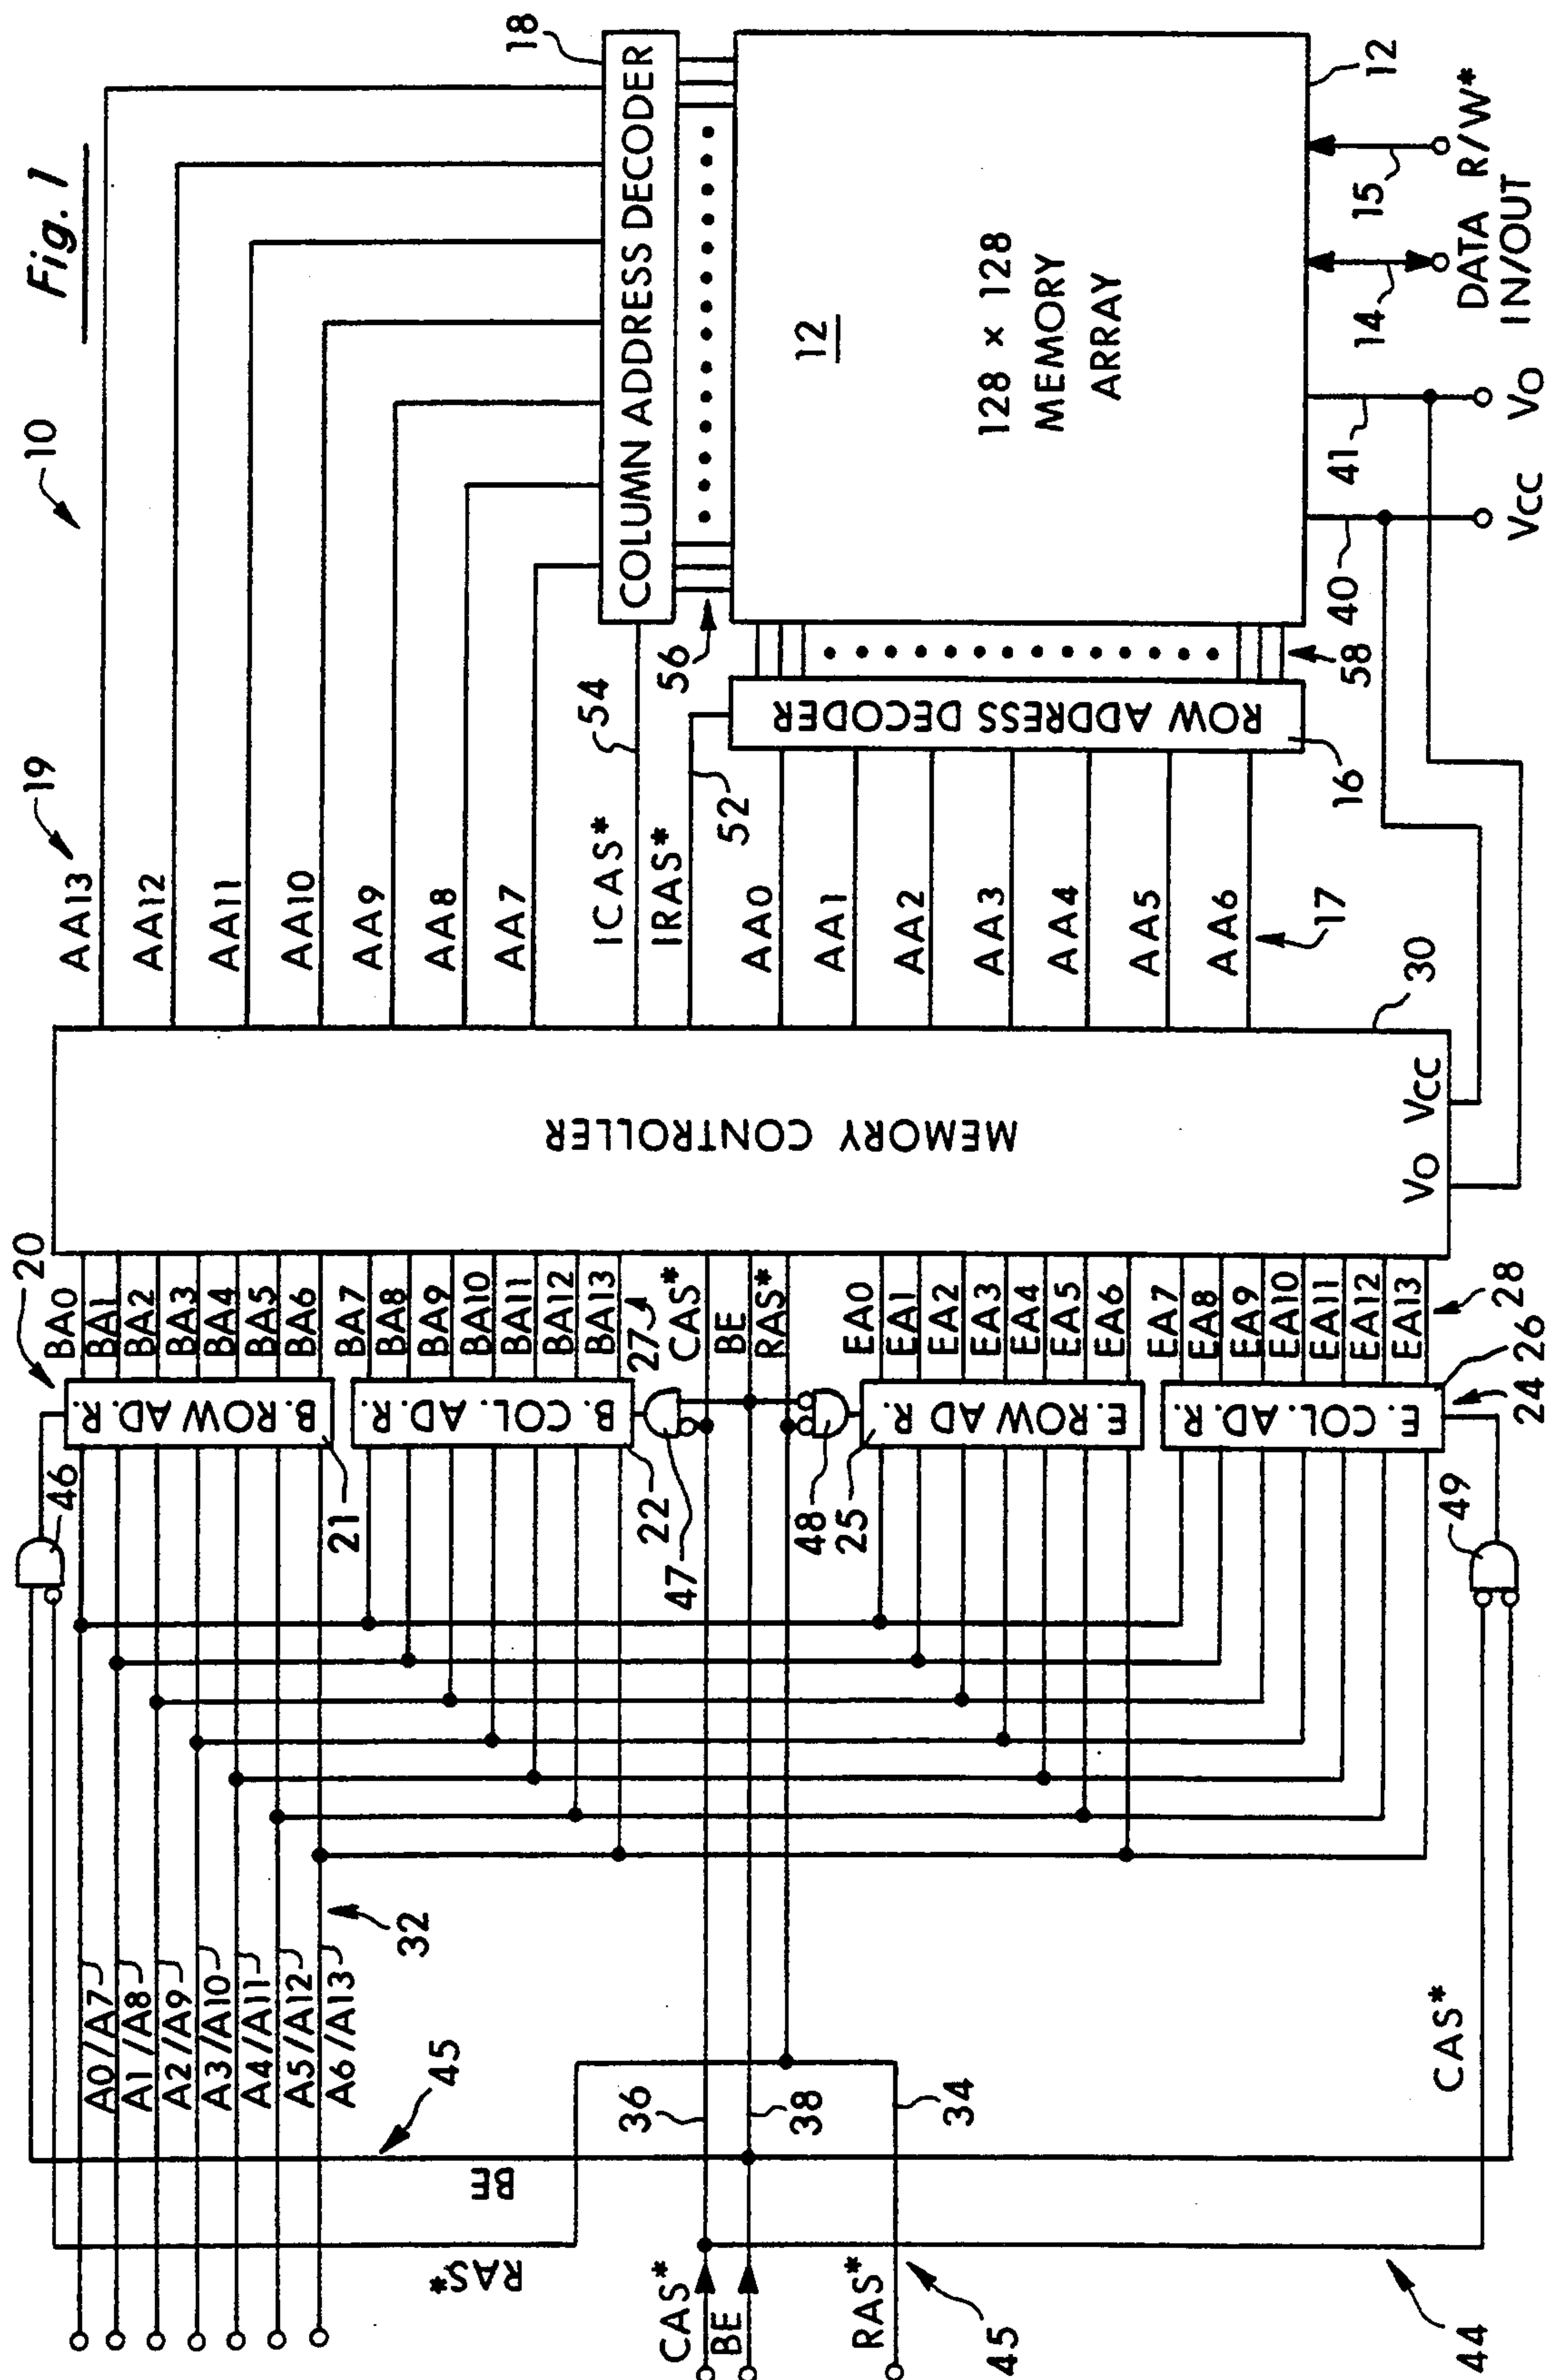 Fig. 1
10
19
20
18
RAS*
BE
45
A0/A7
A1/A8
A2/A9
A3/A10
A4/A11
A5/A12
A6/A13
32
46
B. ROW AD. R.
21
B. COL. AD. R.
22
47
48
25
E. ROW AD R.
E. COL. AD. R.
26
24
49
BA0
BA1
BA2
BA3
BA4
BA5
BA6
BA7
BA8
BA9
BA10
BA11
BA12
BA13
27
CAS*
BE
RAS*
EA0
EA1
EA2
EA3
EA4
EA5
EA6
EA7
EA8
EA9
EA10
EA11
EA12
EA13
28
CAS*
BE
RAS*
36
38
34
45
44
CAS*
MEMORY CONTROLLER
VO VCC
30
AA13
AA12
AA11
AA10
AA9
AA8
AA7
ICAS*
54
IRAS*
52
AA0
AA1
AA2
AA3
AA4
AA5
AA6
17
ROW ADDRESS DECODER
16
COLUMN ADDRESS DECODER
56
58
12
128 × 128
MEMORY
ARRAY
12
40
41
14
15
VCC
VO
DATA R/W*
IN/OUT